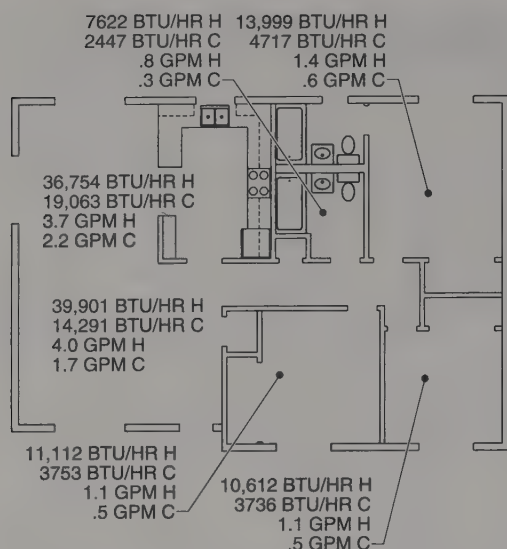 7622 BTU/HR H
2447 BTU/HR C
.8 GPM H
.3 GPM C
13,999 BTU/HR H
4717 BTU/HR C
1.4 GPM H
.6 GPM C
36,754 BTU/HR H
19,063 BTU/HR C
3.7 GPM H
2.2 GPM C
39,901 BTU/HR H
14,291 BTU/HR C
4.0 GPM H
1.7 GPM C
11,112 BTU/HR H
3753 BTU/HR C
1.1 GPM H
.5 GPM C
10,612 BTU/HR H
3736 BTU/HR C
1.1 GPM H
.5 GPM C